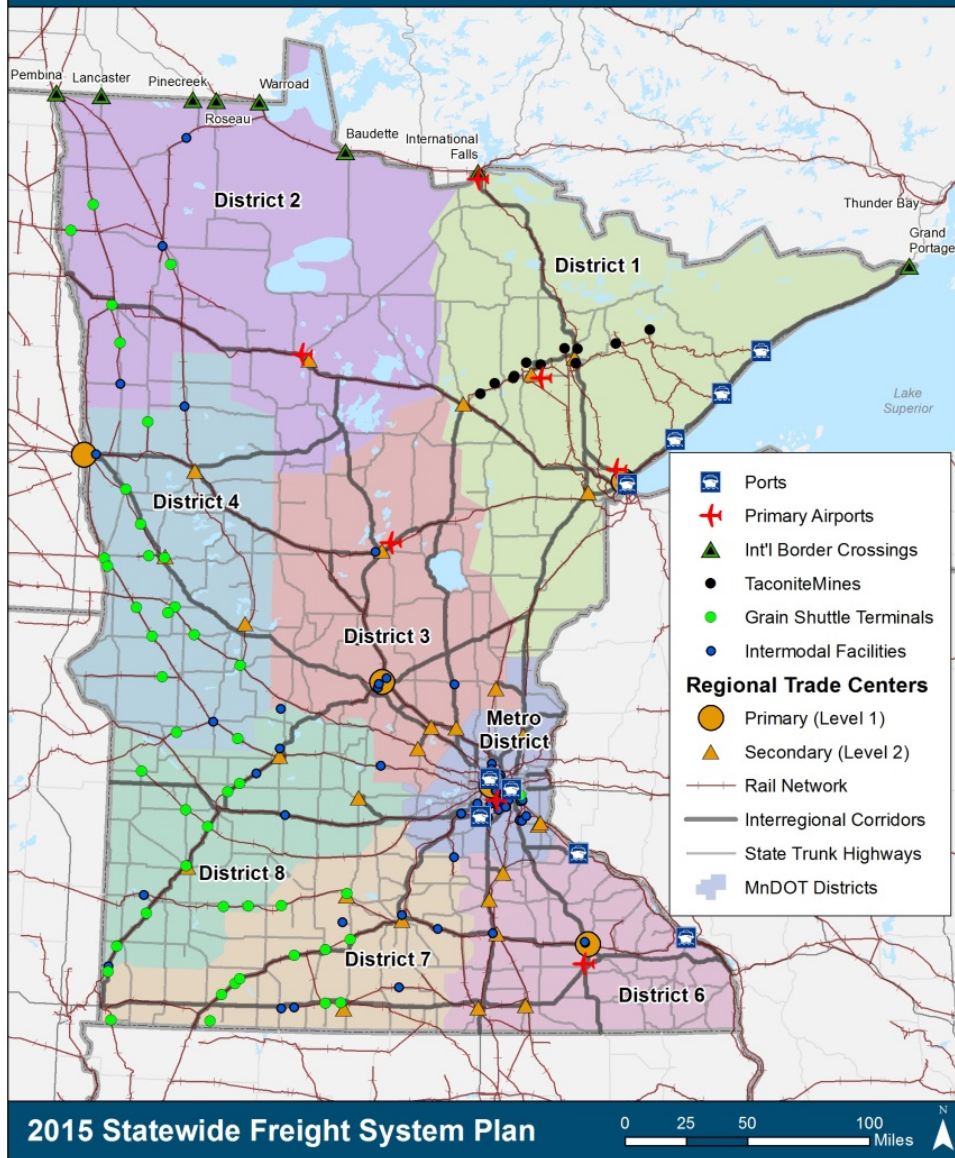 Pembina
Lancaster
Pinecreek
Warroad
Roseau
Baudette
International
Falls
District 2
Thunder Bay
Grand
Portage
District 1
Lake
Superior
District 4
District 3
Metro
District
District 8
District 7
District 6
Ports
Primary Airports
Int'l Border Crossings
TaconiteMines
Grain Shuttle Terminals
Intermodal Facilities
Regional Trade Centers
Primary (Level 1)
Secondary (Level 2)
Rail Network
Interregional Corridors
State Trunk Highways
MnDOT Districts
2015 Statewide Freight System Plan
0 25 50 100
Miles
N